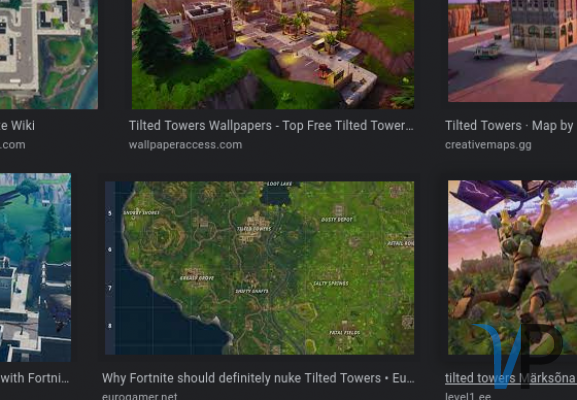 e Wiki
Tilted Towers Wallpapers - Top Free Tilted Tower...
Tilted Towers · Map by
.com
wallpaperaccess.com
creativemaps.gg
LOOT LAKE
5
SNOBBY SHORES
DUSTY DEPOT
TILTED TOWERS
RETAIL ROW
6
GREASY GROVE
SALTY SPRINGS
7
SHIFTY SHAFTS
8
FATAL FIELDS
VP
with Fortni...
Why Fortnite should definitely nuke Tilted Towers • Eu...
tilted towers Märksõna
eurogamer.net
level1.ee